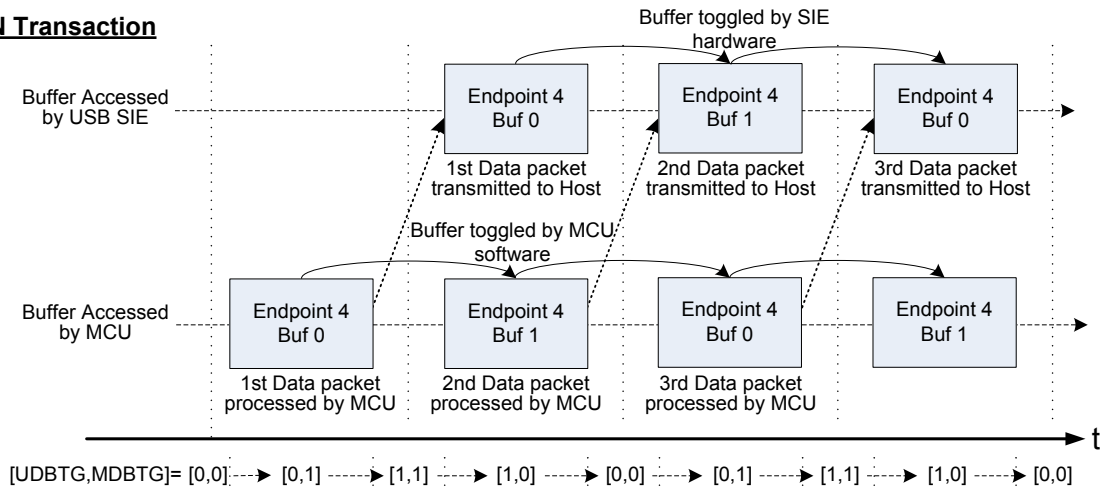 N Transaction
Buffer toggled by SIE
hardware
Buffer Accessed
by USB SIE
Endpoint 4
Buf 0
Endpoint 4
Buf 1
Endpoint 4
Buf 0
1st Data packet
transmitted to Host
2nd Data packet
transmitted to Host
3rd Data packet
transmitted to Host
Buffer toggled by MCU
software
Buffer Accessed
by MCU
Endpoint 4
Buf 0
Endpoint 4
Buf 1
Endpoint 4
Buf 0
Endpoint 4
Buf 1
1st Data packet
processed by MCU
2nd Data packet
processed by MCU
3rd Data packet
processed by MCU
t
[UDBTG,MDBTG]= [0,0] [0,1] [1,1] [1,0] [0,0] [0,1] [1,1] [1,0] [0,0]